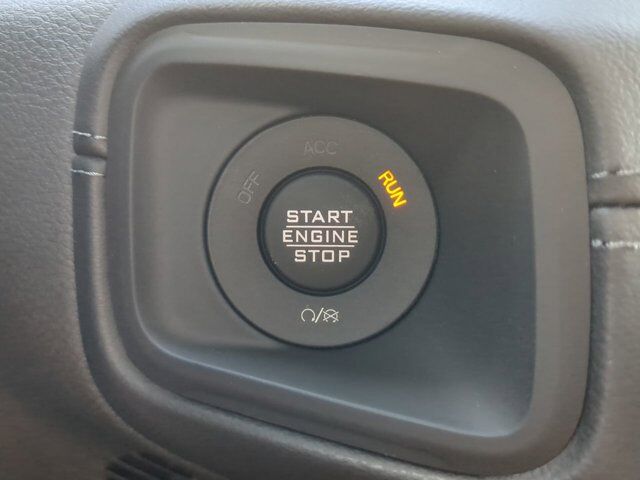 ACC
OFF
RUN
START
ENGINE
STOP